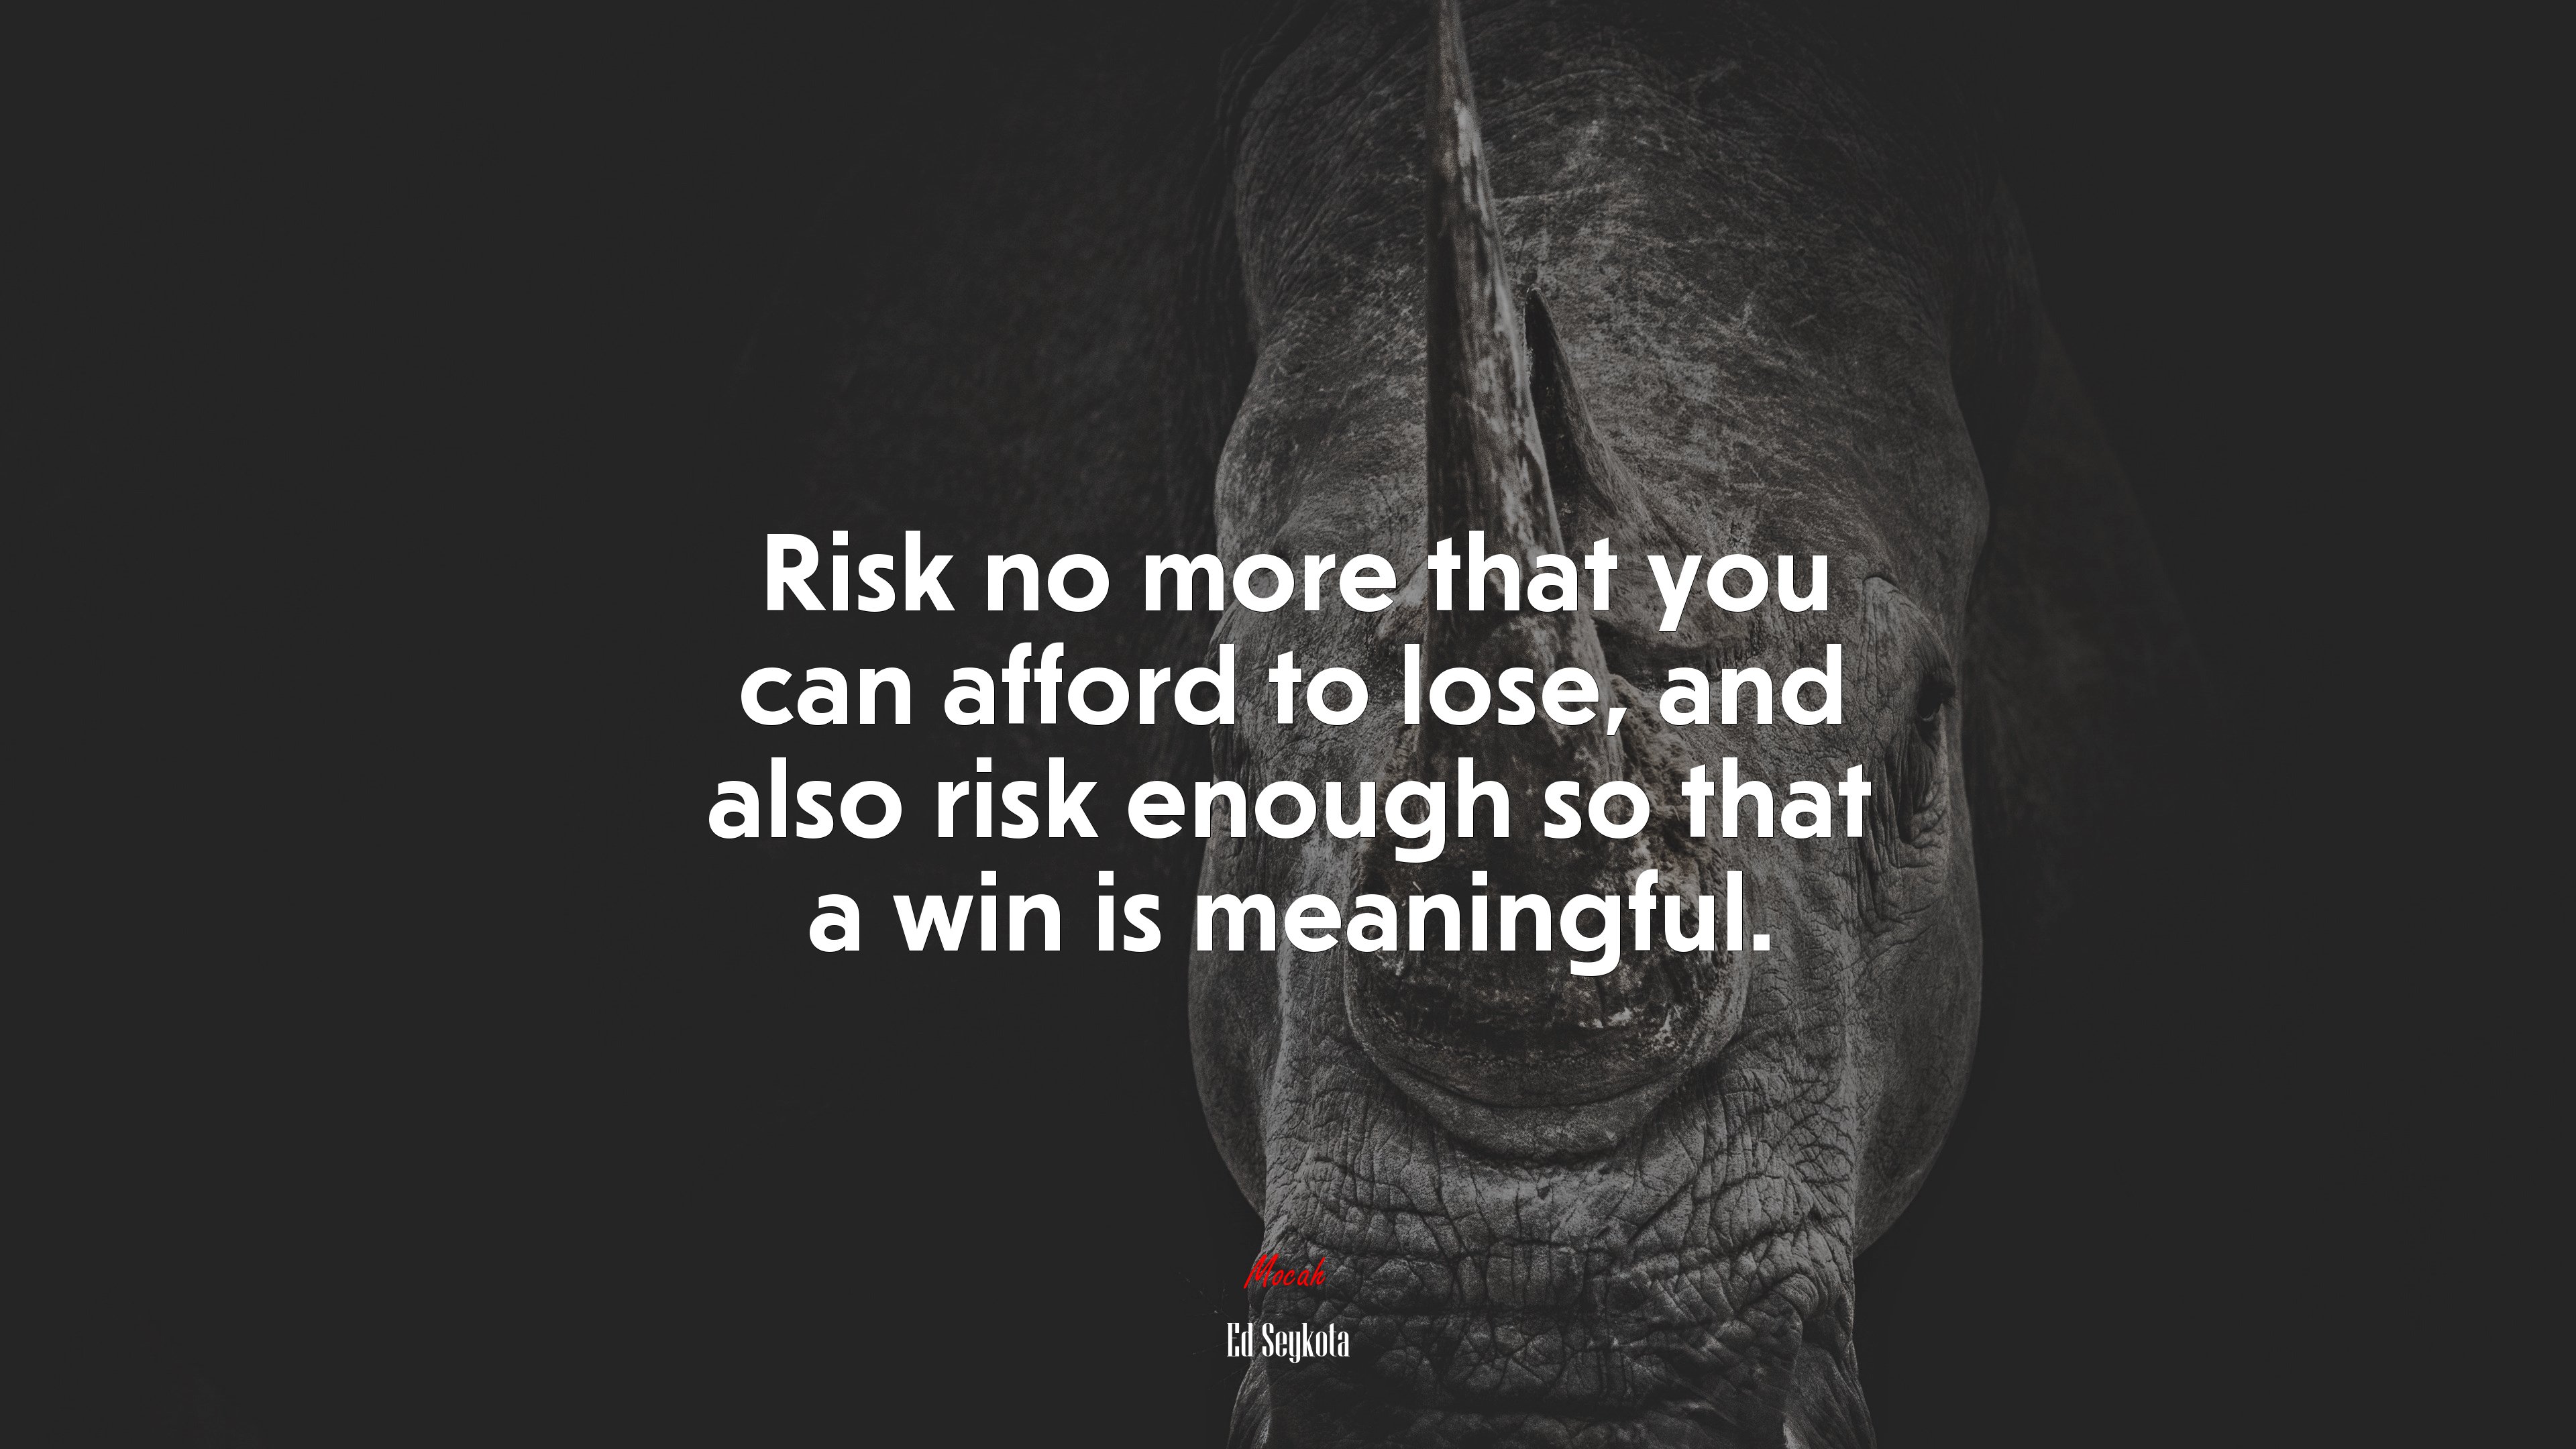 Risk no more that you
can afford to lose, and
also risk enough so that
a win is meaningful.
Mocah
Ed Seykota